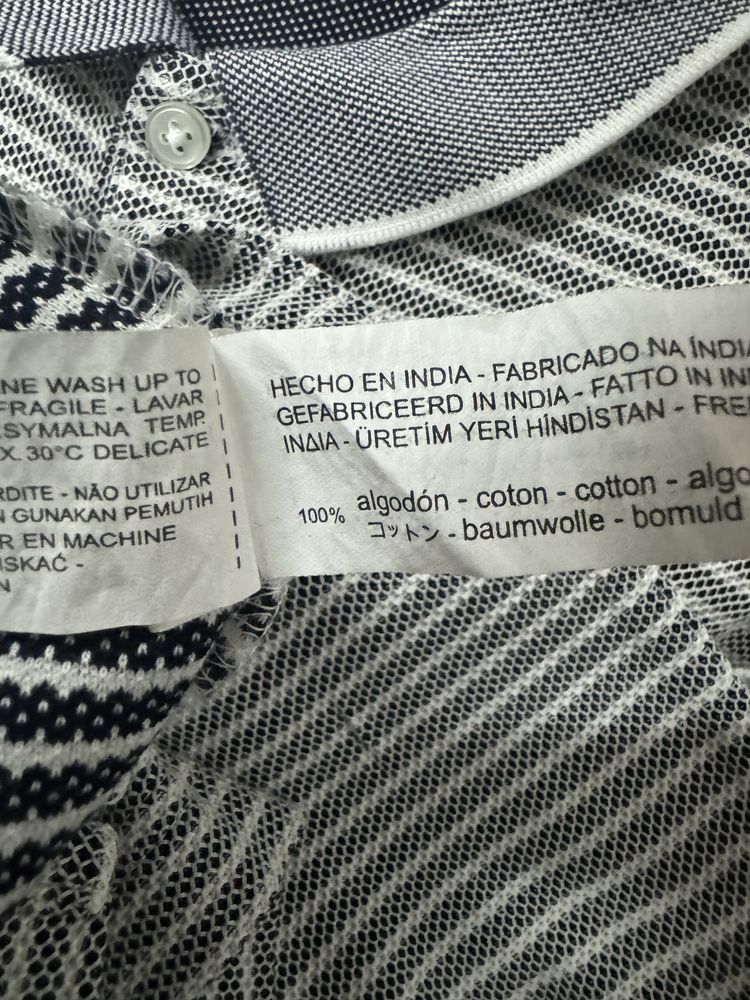 NE WASH UP TO
FRAGILE - LAVAR
SYMALNA TEMP.
X. 30°C DELICATE
RDITE - NÃO UTILIZAR
N GUNAKAN PEMUTIH
R EN MACHINE
ISKAĆ -
N
HECHO EN INDIA - FABRICADO NA ÍNDIA
GEFABRICEERD IN INDIA - FATTO IN IN
ΙΝΔΙΑ - ÜRETİM YERİ HİNDİSTAN - FRE
100% algodón - coton - cotton - algo
コットン - baumwolle - bomuld